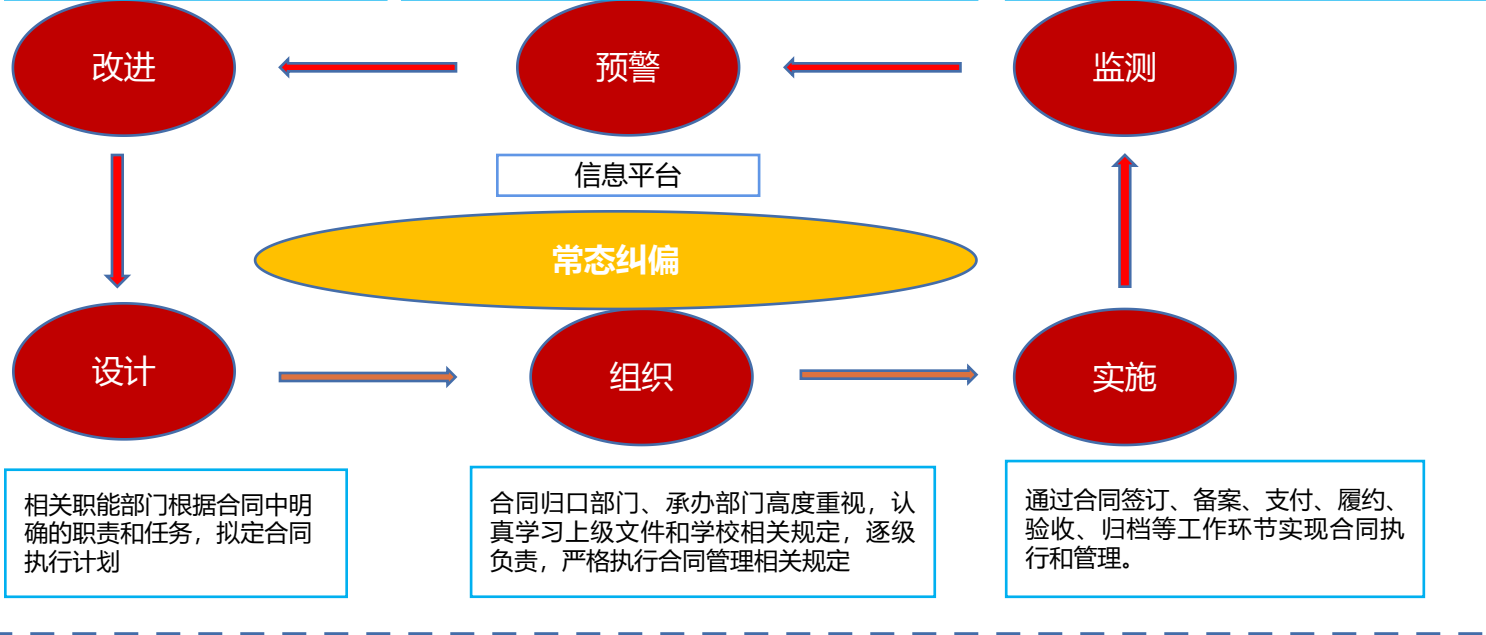 改进
预警
监测
信息平台
常态纠偏
设计
组织
实施
相关职能部门根据合同中明
确的职责和任务，拟定合同
执行计划
合同归口部门、承办部门高度重视，认
真学习上级文件和学校相关规定，逐级
负责，严格执行合同管理相关规定
通过合同签订、备案、支付、履约、
验收、归档等工作环节实现合同执
行和管理。